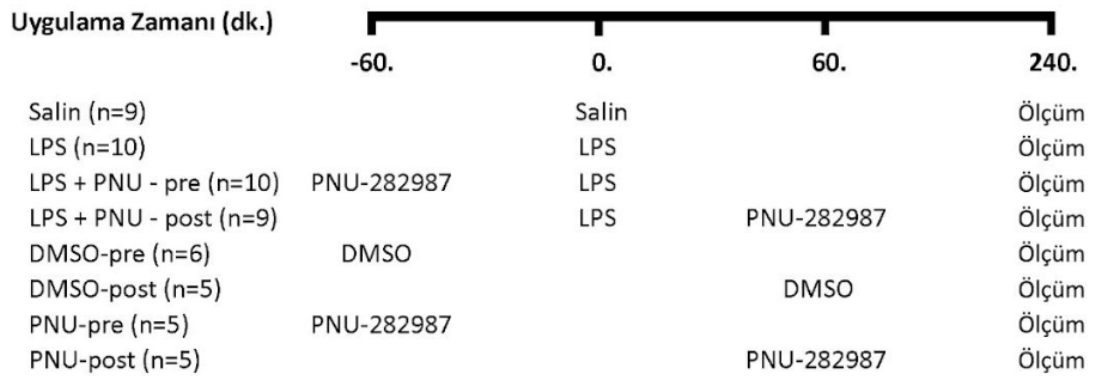 Uygulama Zamanı (dk.)
-60. 0. 60. 240.
Salin (n=9) Salin Ölçüm
LPS (n=10) LPS Ölçüm
LPS + PNU - pre (n=10) PNU-282987 LPS Ölçüm
LPS + PNU - post (n=9) LPS PNU-282987 Ölçüm
DMSO-pre (n=6) DMSO Ölçüm
DMSO-post (n=5) DMSO Ölçüm
PNU-pre (n=5) PNU-282987 Ölçüm
PNU-post (n=5) PNU-282987 Ölçüm